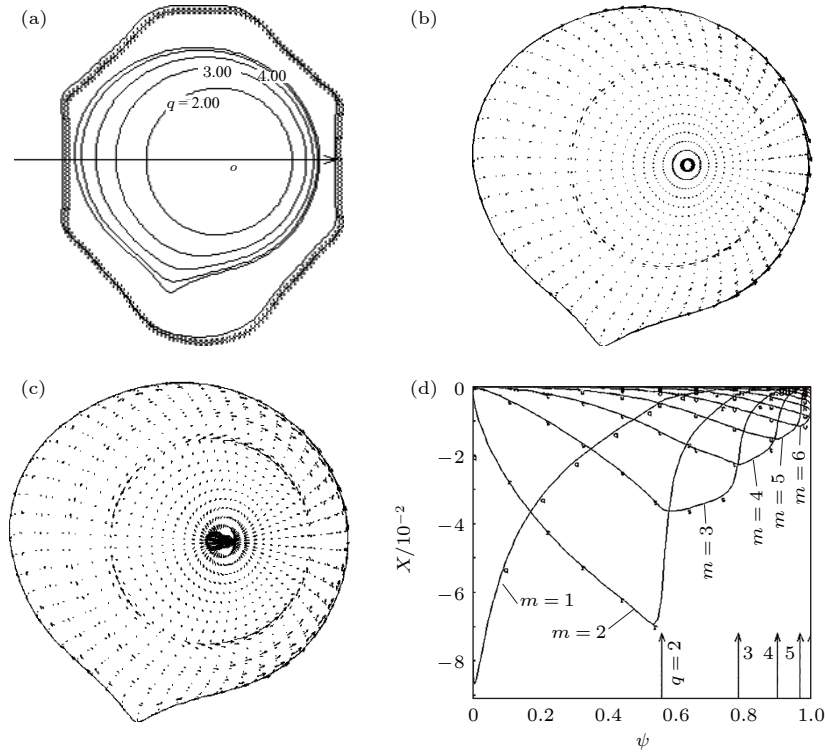 (a)
3.00
4.00
q = 2.00
o
(b)
(c)
(d)
0
−2
−4
−6
−8
X/10⁻²
m = 1
m = 2
m = 3
m = 4
m = 5
m = 6
q = 2
3
4
5
0
0.2
0.4
0.6
0.8
1.0
ψ